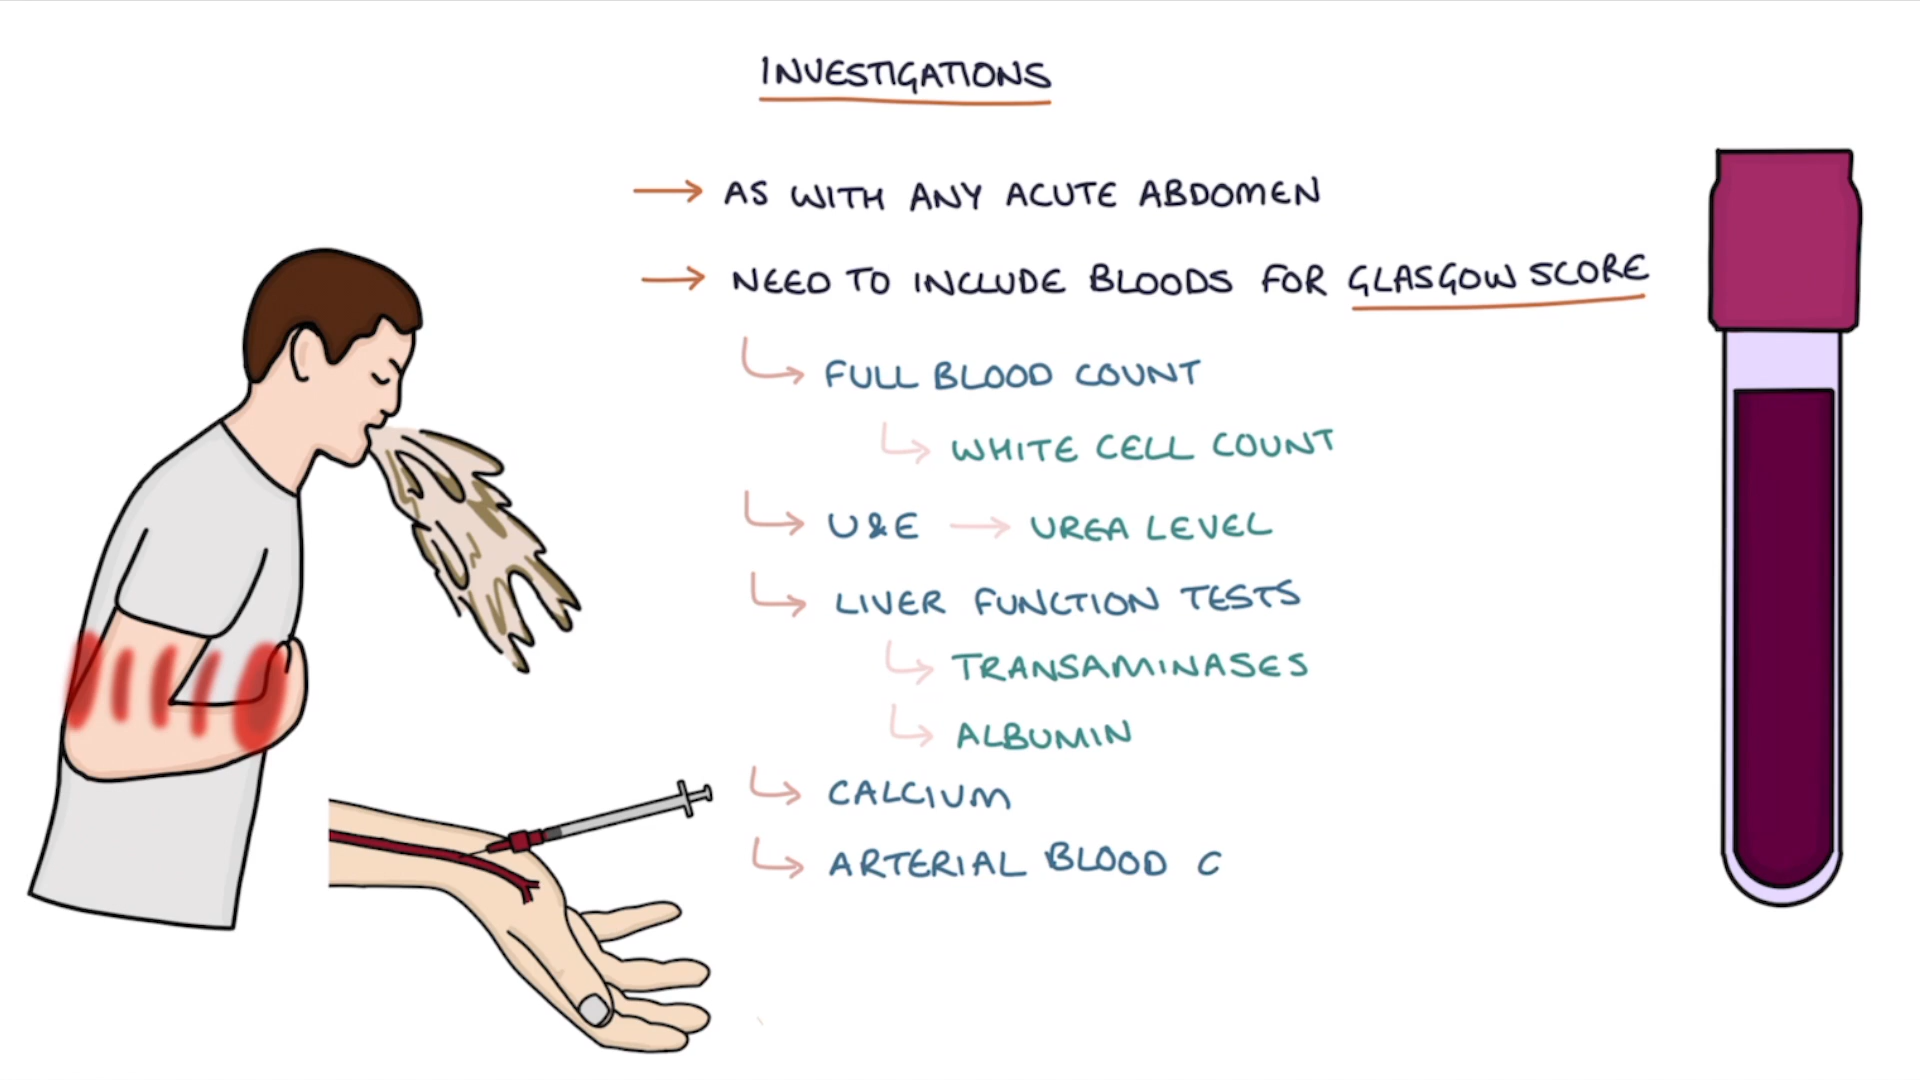 INVESTIGATIONS
AS WITH ANY ACUTE ABDOMEN
NEED TO INCLUDE BLOODS FOR GLASGOW SCORE
FULL BLOOD COUNT
WHITE CELL COUNT
U&E → UREA LEVEL
LIVER FUNCTION TESTS
TRANSAMINASES
ALBUMIN
CALCIUM
ARTERIAL BLOOD C